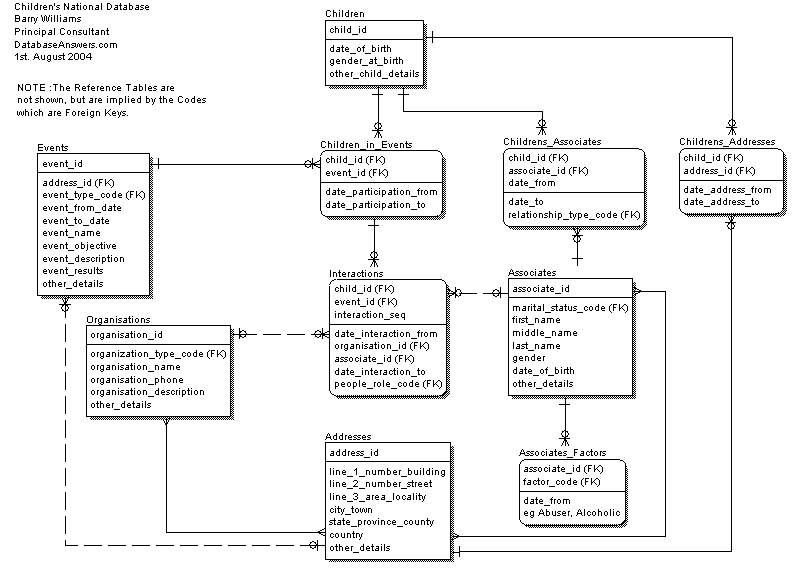 Children's National Database
Barry Williams
Principal Consultant
DatabaseAnswers.com
1st. August 2004
NOTE :The Reference Tables are
not shown, but are implied by the Codes
which are Foreign Keys.
Children
child_id
date_of_birth
gender_at_birth
other_child_details
Events
event_id
address_id (FK)
event_type_code (FK)
event_from_date
event_to_date
event_name
event_objective
event_description
event_results
other_details
Children_in_Events
child_id (FK)
event_id (FK)
date_participation_from
date_participation_to
Childrens_Associates
child_id (FK)
associate_id (FK)
date_from
date_to
relationship_type_code (FK)
Childrens_Addresses
child_id (FK)
address_id (FK)
date_address_from
date_address_to
Organisations
organisation_id
organization_type_code (FK)
organisation_name
organisation_phone
organisation_description
other_details
Interactions
child_id (FK)
event_id (FK)
interaction_seq
date_interaction_from
organisation_id (FK)
associate_id (FK)
date_interaction_to
people_role_code (FK)
Associates
associate_id
marital_status_code (FK)
first_name
middle_name
last_name
gender
date_of_birth
other_details
Addresses
address_id
line_1_number_building
line_2_number_street
line_3_area_locality
city_town
state_province_county
country
other_details
Associates_Factors
associate_id (FK)
factor_code (FK)
date_from
eg Abuser, Alcoholic